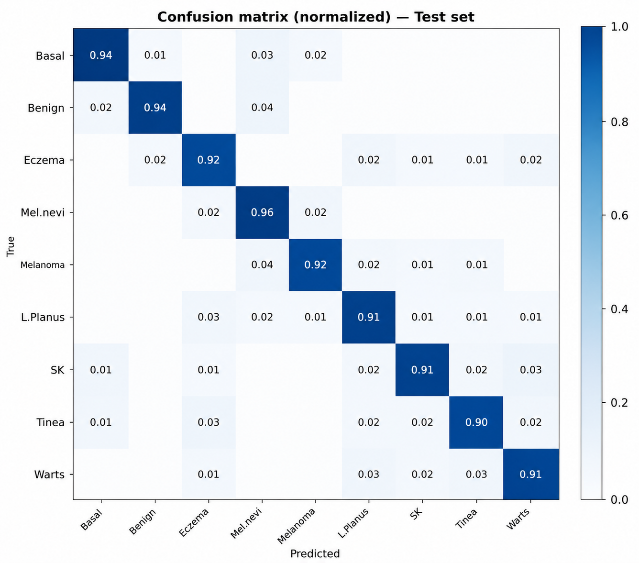 Confusion matrix (normalized) — Test set
Basal 0.94 0.01 0.03 0.02
Benign 0.02 0.94 0.04
Eczema 0.02 0.92 0.02 0.01 0.01 0.02
Mel.nevi 0.02 0.96 0.02
Melanoma 0.04 0.92 0.02 0.01 0.01
L.Planus 0.03 0.02 0.01 0.91 0.01 0.01 0.01
SK 0.01 0.01 0.02 0.91 0.02 0.03
Tinea 0.01 0.03 0.02 0.02 0.90 0.02
Warts 0.01 0.03 0.02 0.03 0.91
True
Basal Benign Eczema Mel.nevi Melanoma L.Planus SK Tinea Warts
Predicted
1.0
0.8
0.6
0.4
0.2
0.0